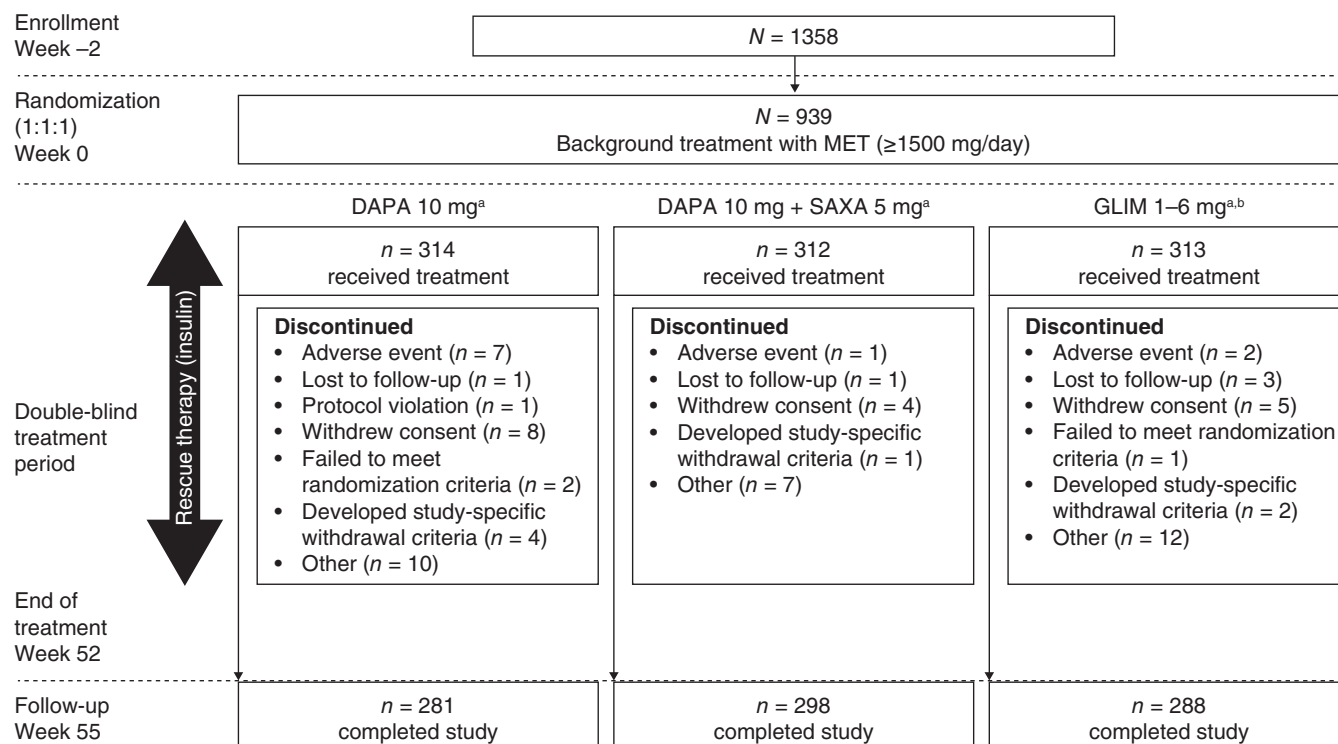 Enrollment
Week –2
N = 1358
Randomization
(1:1:1)
Week 0
N = 939
Background treatment with MET (≥1500 mg/day)
Double-blind
treatment
period
Rescue therapy (insulin)
DAPA 10 mgᵃ
n = 314
received treatment
Discontinued
• Adverse event (n = 7)
• Lost to follow-up (n = 1)
• Protocol violation (n = 1)
• Withdrew consent (n = 8)
• Failed to meet
randomization criteria (n = 2)
• Developed study-specific
withdrawal criteria (n = 4)
• Other (n = 10)
DAPA 10 mg + SAXA 5 mgᵃ
n = 312
received treatment
Discontinued
• Adverse event (n = 1)
• Lost to follow-up (n = 1)
• Withdrew consent (n = 4)
• Developed study-specific
withdrawal criteria (n = 1)
• Other (n = 7)
GLIM 1–6 mgᵃ,ᵇ
n = 313
received treatment
Discontinued
• Adverse event (n = 2)
• Lost to follow-up (n = 3)
• Withdrew consent (n = 5)
• Failed to meet randomization
criteria (n = 1)
• Developed study-specific
withdrawal criteria (n = 2)
• Other (n = 12)
End of
treatment
Week 52
Follow-up
Week 55
n = 281
completed study
n = 298
completed study
n = 288
completed study